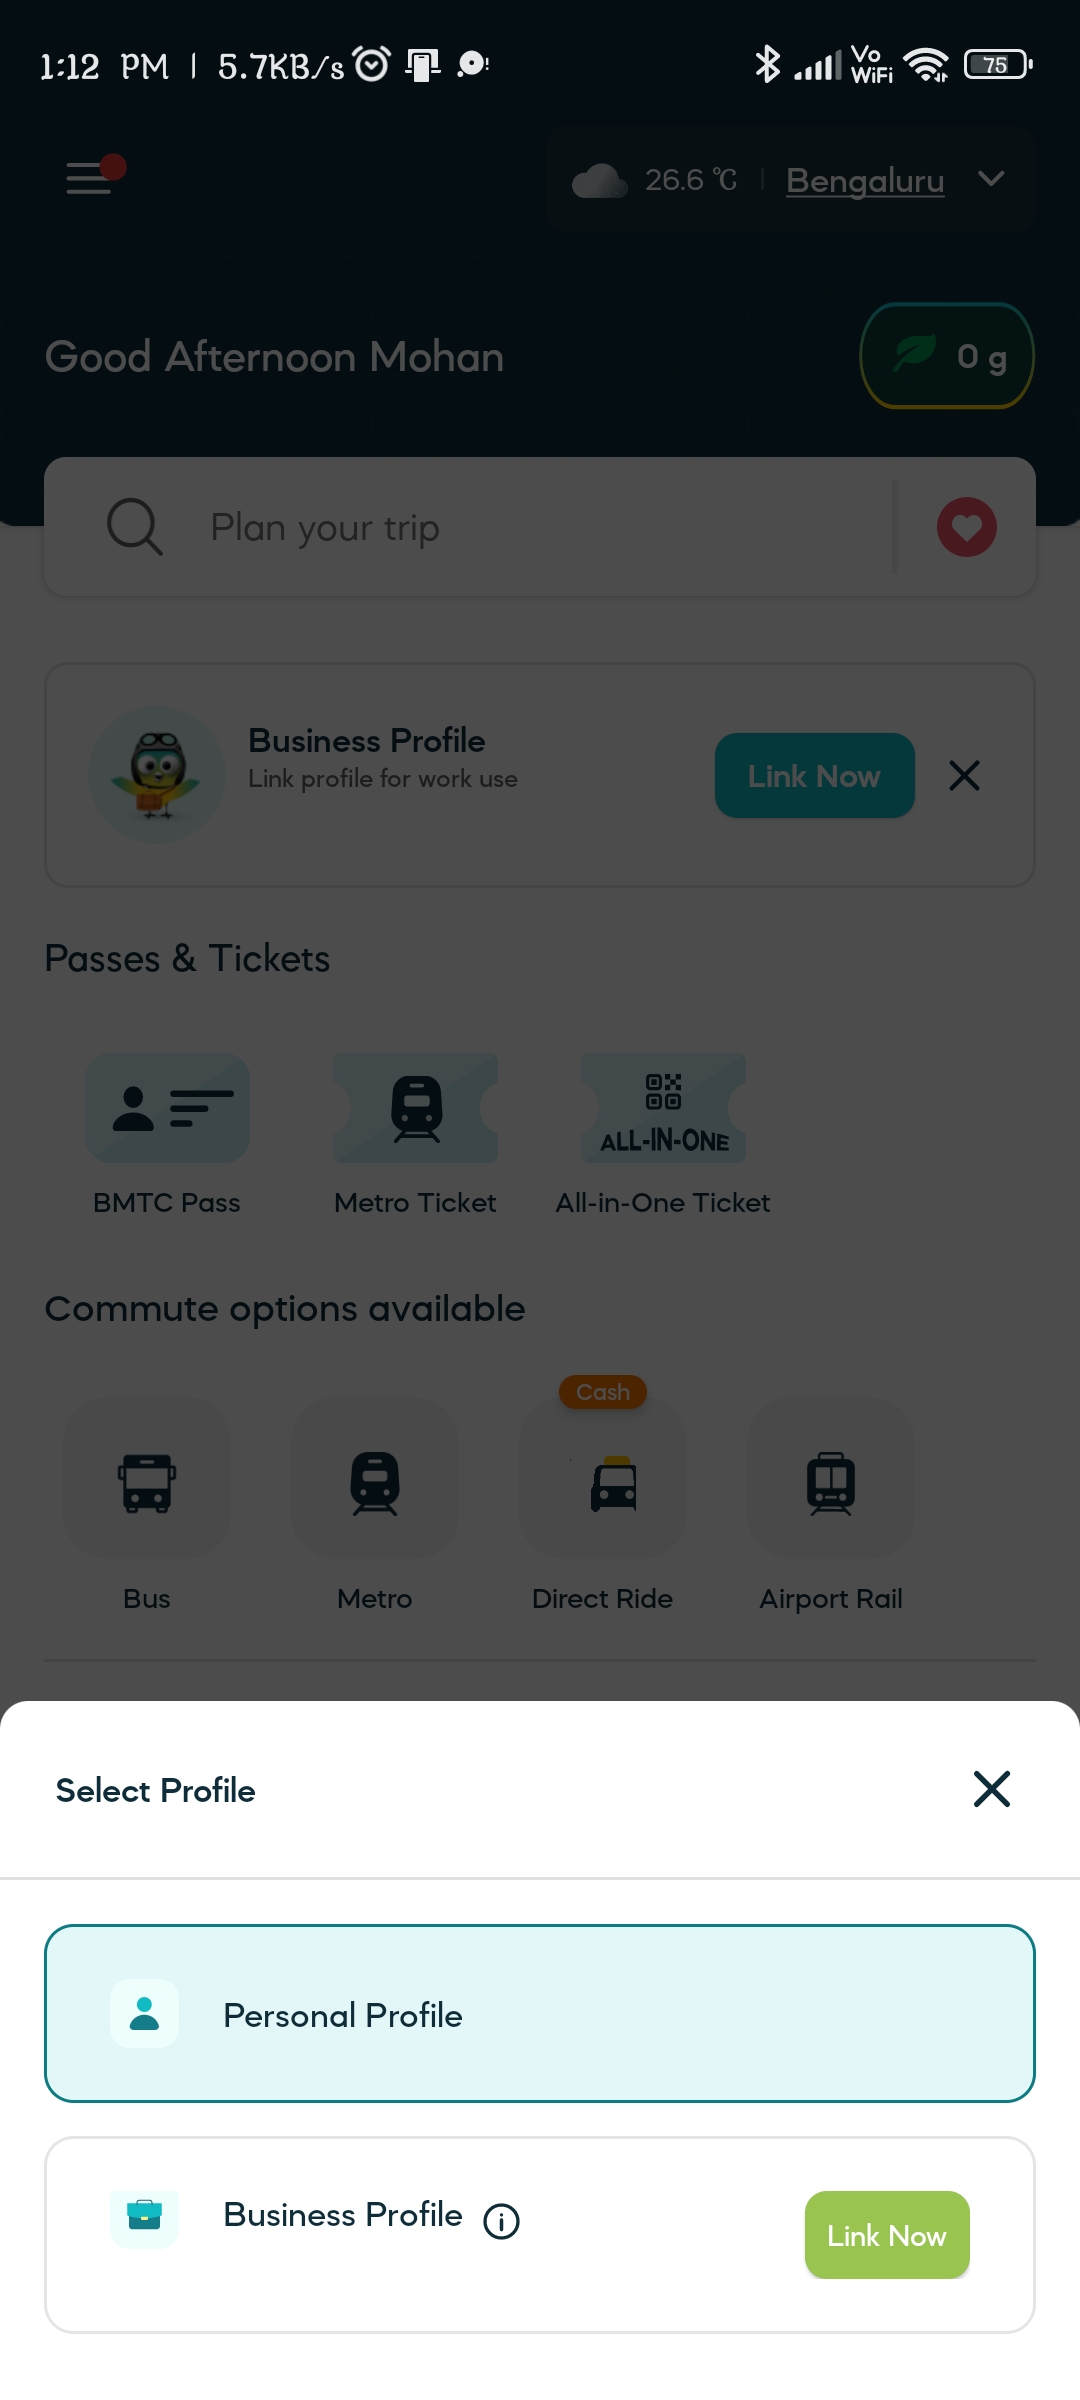 1:12 PM | 5.7KB/s
Vo WiFi
75
26.6 °C | Bengaluru
Good Afternoon Mohan
0 g
Plan your trip
Business Profile
Link profile for work use
Link Now
Passes & Tickets
ALL-IN-ONE
BMTC Pass
Metro Ticket
All-in-One Ticket
Commute options available
Cash
Bus
Metro
Direct Ride
Airport Rail
Select Profile
Personal Profile
Business Profile
Link Now